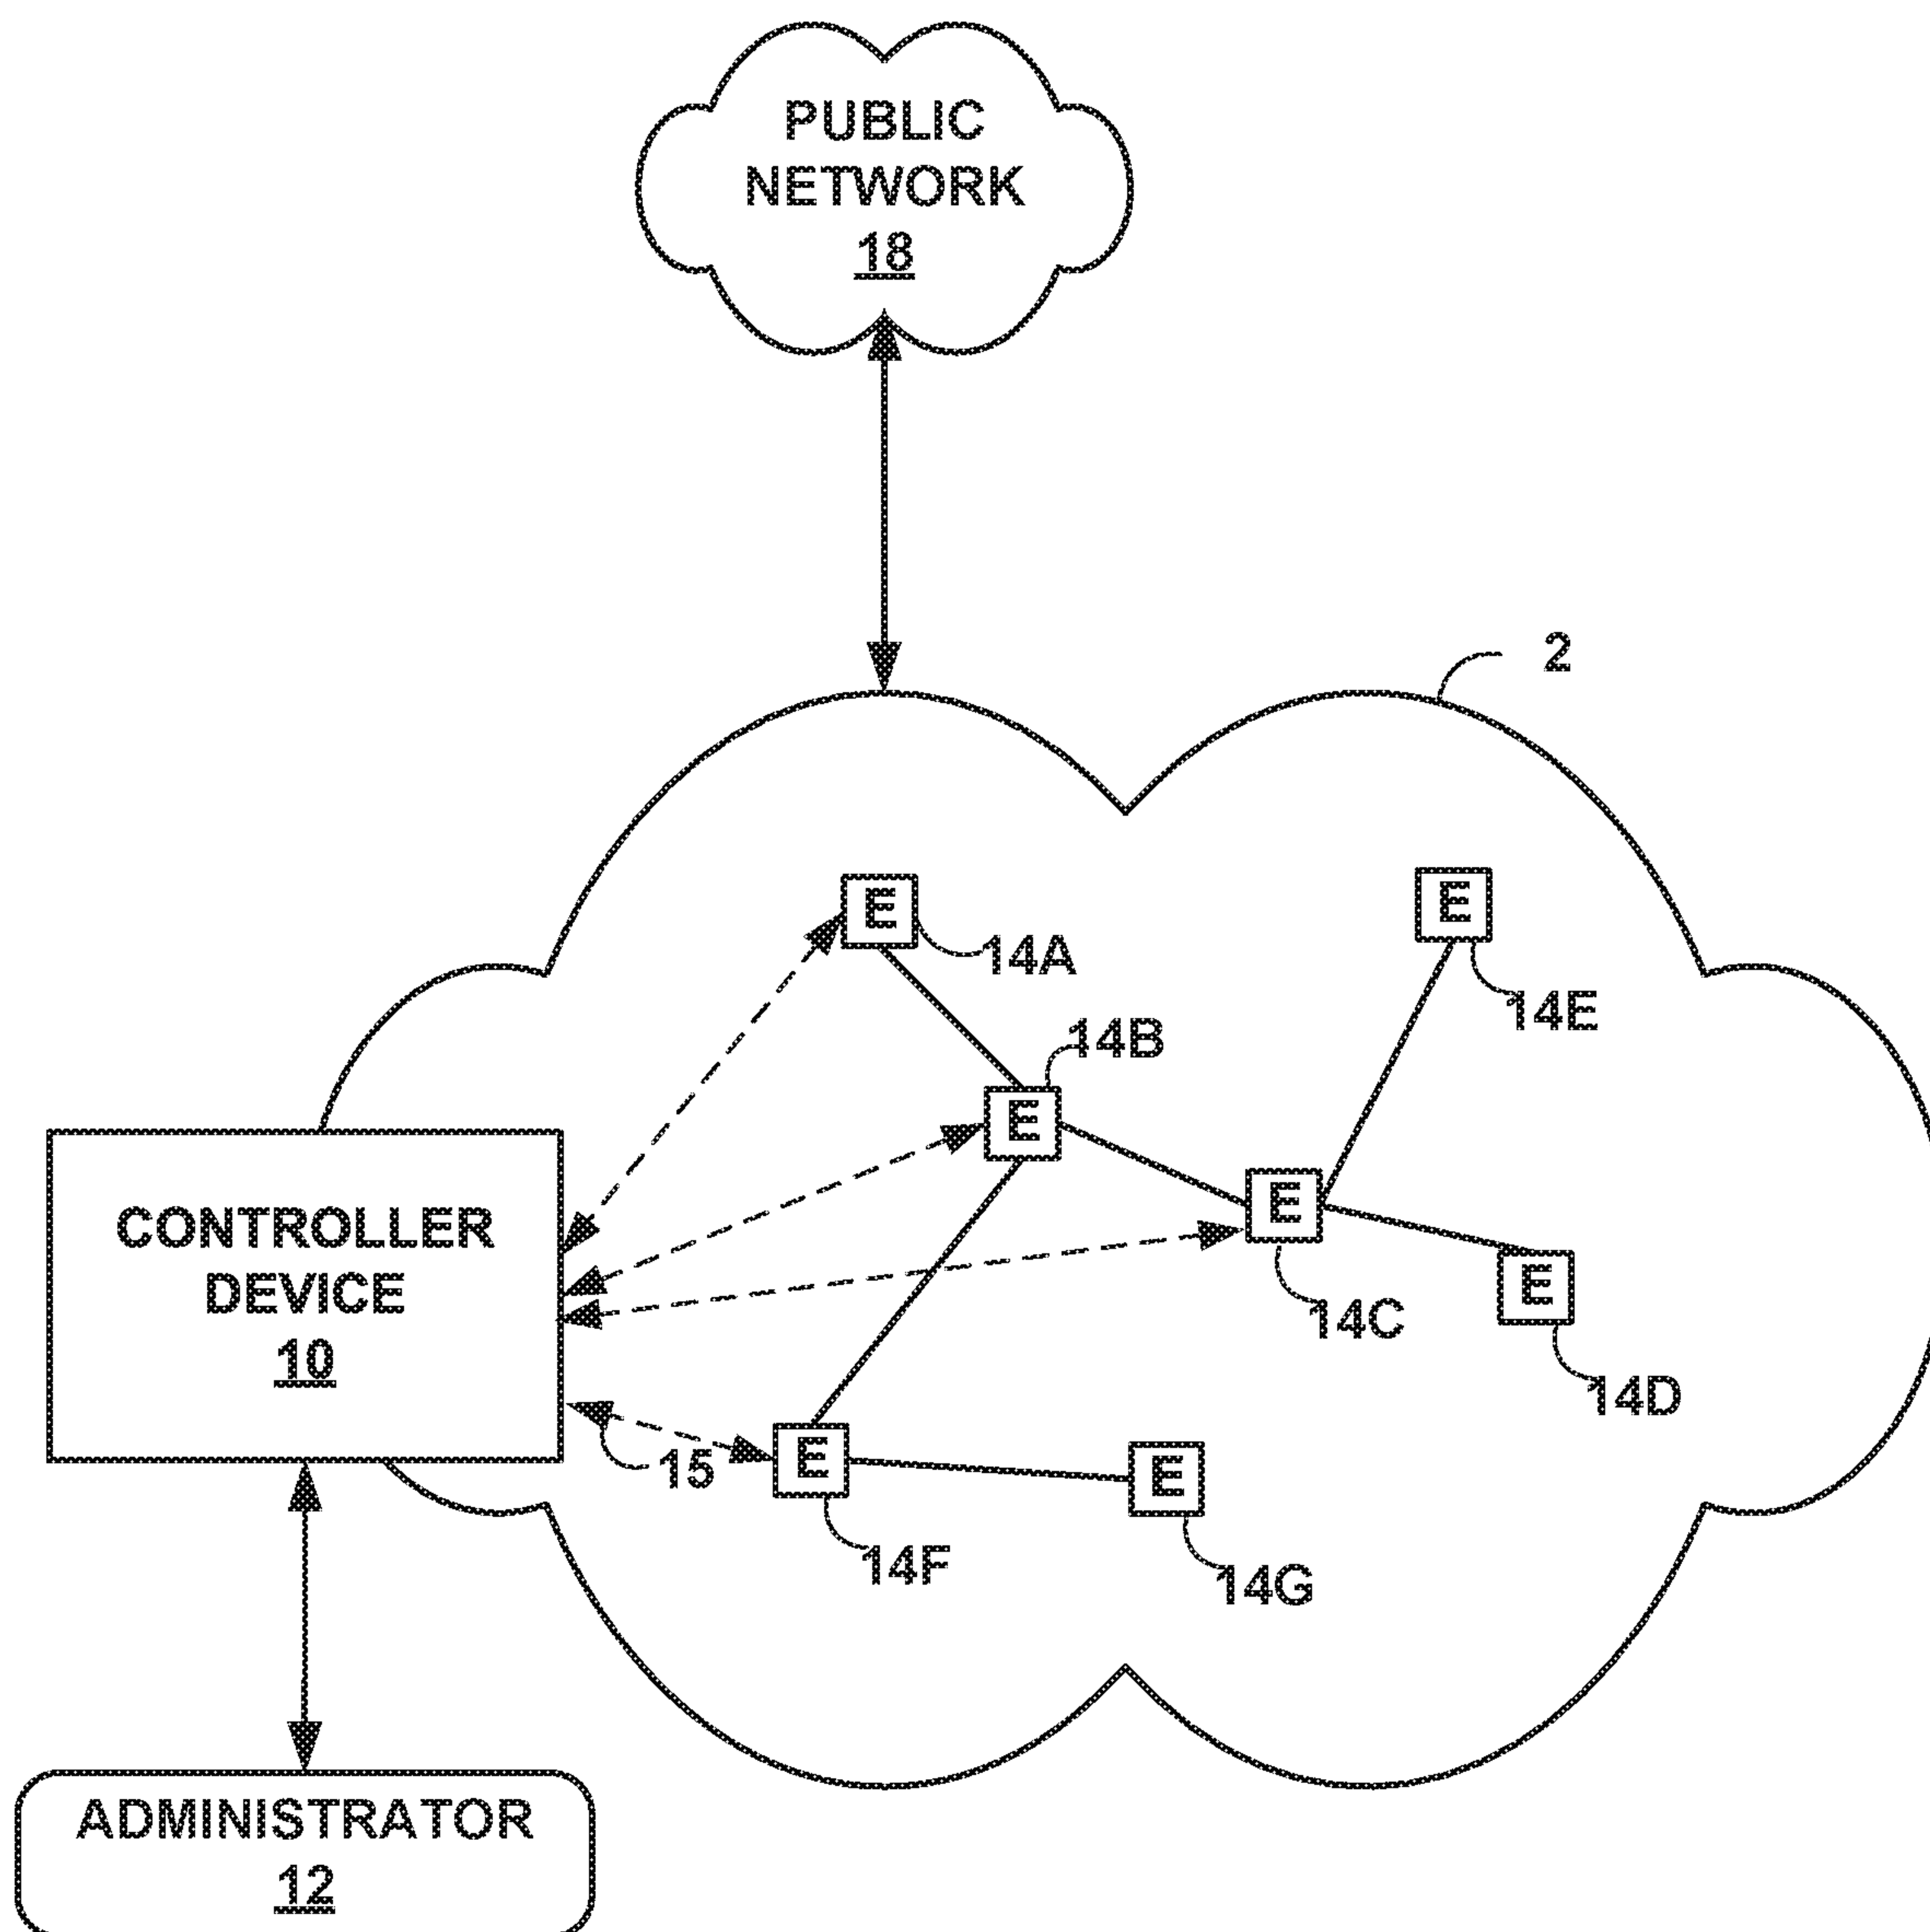 PUBLIC
NETWORK
18
2
E
14A
E
14E
14B
E
E
14C
E
14D
CONTROLLER
DEVICE
10
15
E
14F
E
14G
ADMINISTRATOR
12